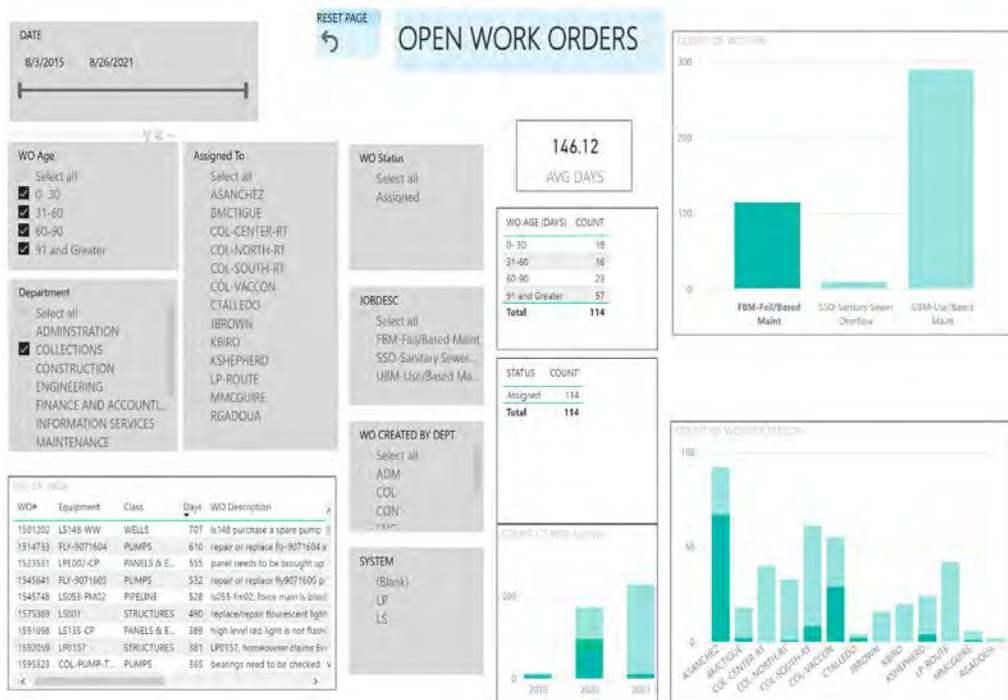 RESET PAGE
OPEN WORK ORDERS
DATE
8/3/2015 8/26/2021
WO Age
Select all
0- 30
31-60
60-90
91 and Greater
Department
Select all
ADMINSTRATION
COLLECTIONS
CONSTRUCTION
ENGINEERING
FINANCE AND ACCOUNTI...
INFORMATION SERVICES
MAINTENANCE
Assigned To
Select all
ASANCHEZ
BMCTIGUE
COL-CENTER-RT
COL-NORTH-RT
COL-SOUTH-RT
COL-VACCON
CTALLEDO
JBROWN
KBIRO
KSHEPHERD
LP-ROUTE
MMCGUIRE
RGADOUA
WO Status
Select all
Assigned
JOBDESC
Select all
FBM-Fail/Based Maint
SSO-Sanitary Sewer...
UBM-Use/Based Ma...
WO CREATED BY DEPT
Select all
ADM
COL
CON
SYSTEM
(Blank)
LP
LS
146.12
AVG DAYS
WO AGE (DAYS) COUNT
0- 30 18
31-60 16
60-90 23
91 and Greater 57
Total 114
STATUS COUNT
Assigned 114
Total 114
300
200
100
0
FBM-Fail/Based Maint
SSO-Sanitary Sewer Overflow
UBM-Use/Based Maint
WO# Equipment Class Days WO Description
1501202 LS148-WW WELLS 707 ls148 purchase a spare pump
1514733 FLY-9071604 PUMPS 610 repair or replace fly-9071604
1523531 LPE002-CP PANELS & E... 555 panel needs to be brought up
1545641 FLY-9071605 PUMPS 532 repair or replace fly9071605 p
1545748 LS055-FM02 PIPELINE 528 ls055-fm02, force main is bloc
1575389 LS001 STRUCTURES 490 replace/repair flourescent light
1591698 LS135-CP PANELS & E... 389 high level red light is not flash
1592059 LP0157 STRUCTURES 381 LP0157, homeowner claims Ev
1595323 COL-PUMP-T... PUMPS 365 bearings need to be checked
200
0
2019 2020 2021
100
50
0
ASANCHEZ
BMCTIGUE
COL-CENTER-RT
COL-NORTH-RT
COL-SOUTH-RT
COL-VACCON
CTALLEDO
JBROWN
KBIRO
KSHEPHERD
LP-ROUTE
MMCGUIRE
RGADOUA